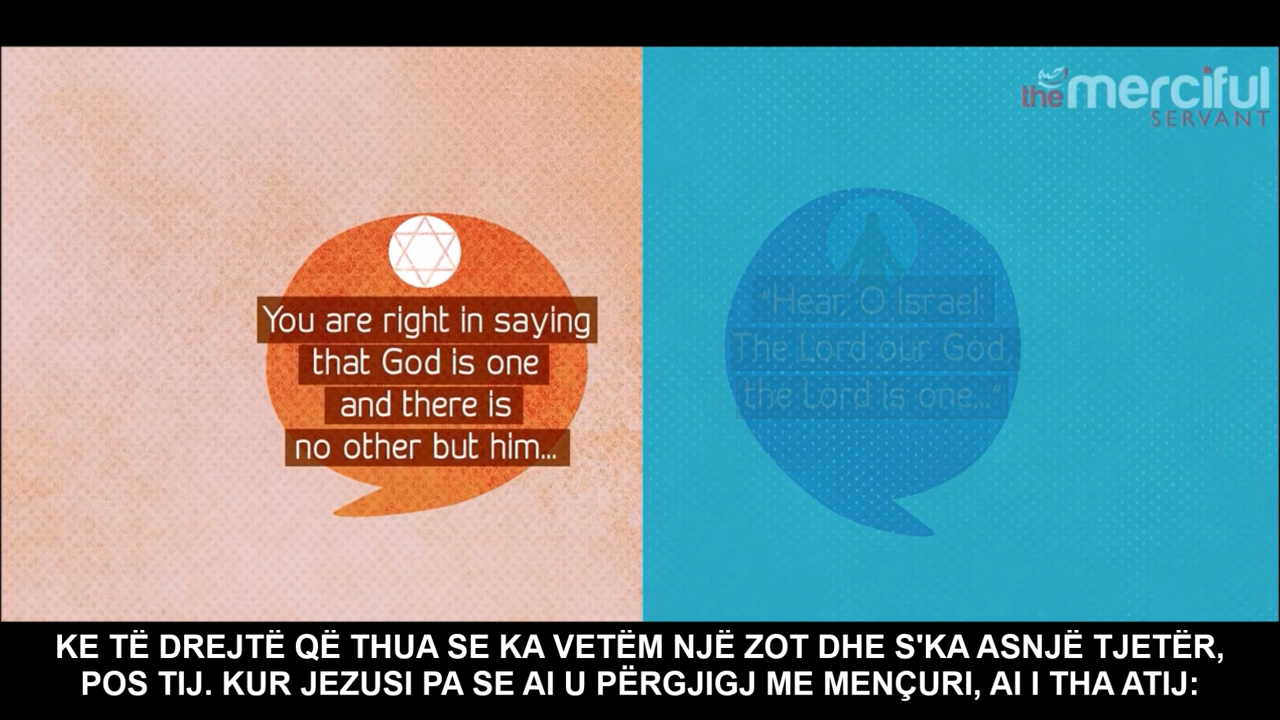 the merciful
SERVANT
You are right in saying
that God is one
and there is
no other but him...
"Hear, O Israel
The Lord our God,
the Lord is one..."
KE TË DREJTË QË THUA SE KA VETËM NJË ZOT DHE S'KA ASNJË TJETËR,
POS TIJ. KUR JEZUSI PA SE AI U PËRGJIGJ ME MENÇURI, AI I THA ATIJ: